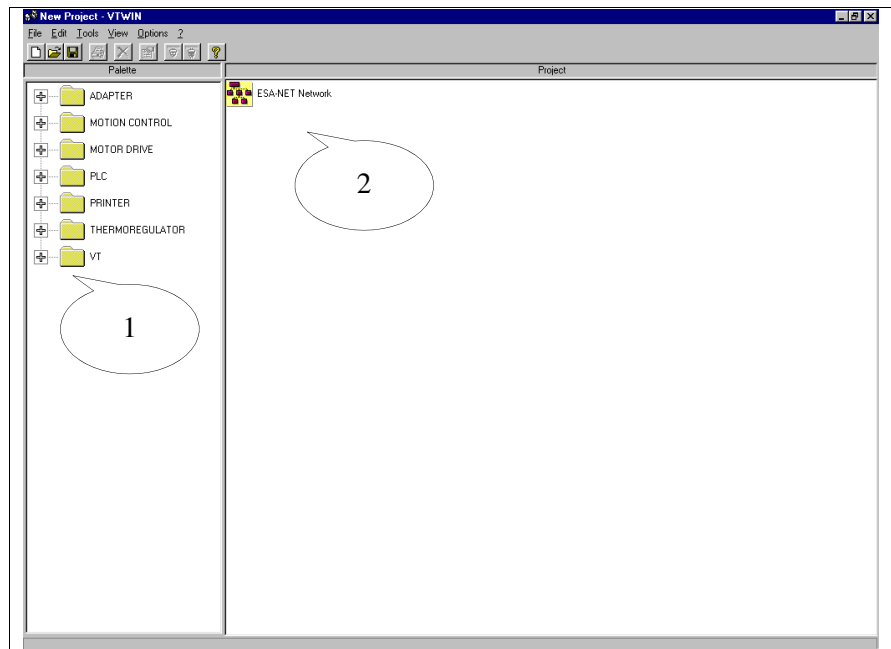 New Project - VTWIN
File Edit Tools View Options ?
Palette
Project
ADAPTER
MOTION CONTROL
MOTOR DRIVE
PLC
PRINTER
THERMOREGULATOR
VT
1
ESA-NET Network
2